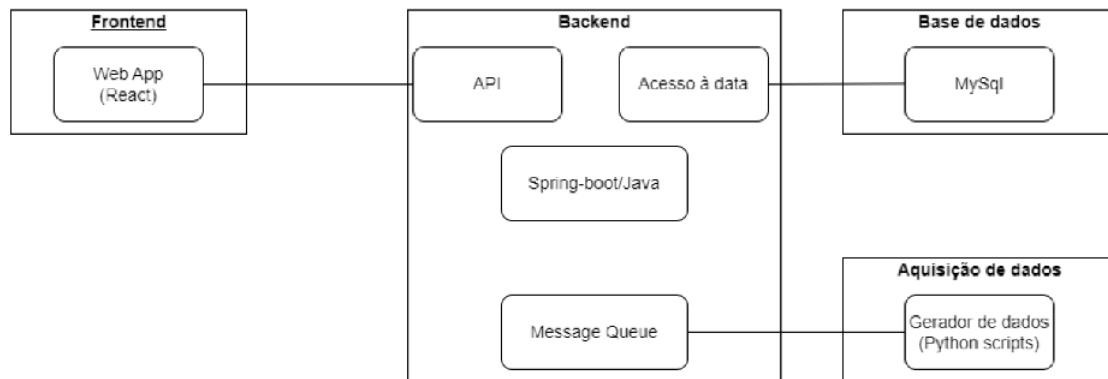 Frontend
Web App
(React)
Backend
API
Acesso à data
Spring-boot/Java
Message Queue
Base de dados
MySql
Aquisição de dados
Gerador de dados
(Python scripts)